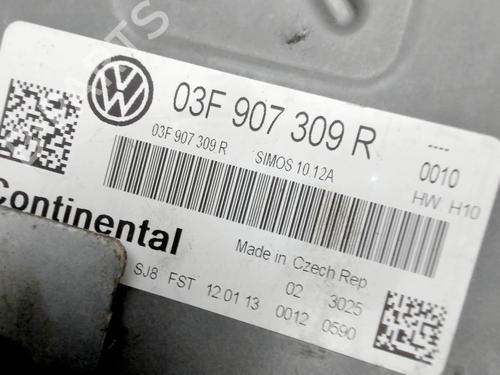 03F 907 309 R
----
0010
03F 907 309 R SIMOS 10.12A
HW H10
Continental
Made in Czech Rep
02 3025
SJ8 FST 12.01.13 0012 0590